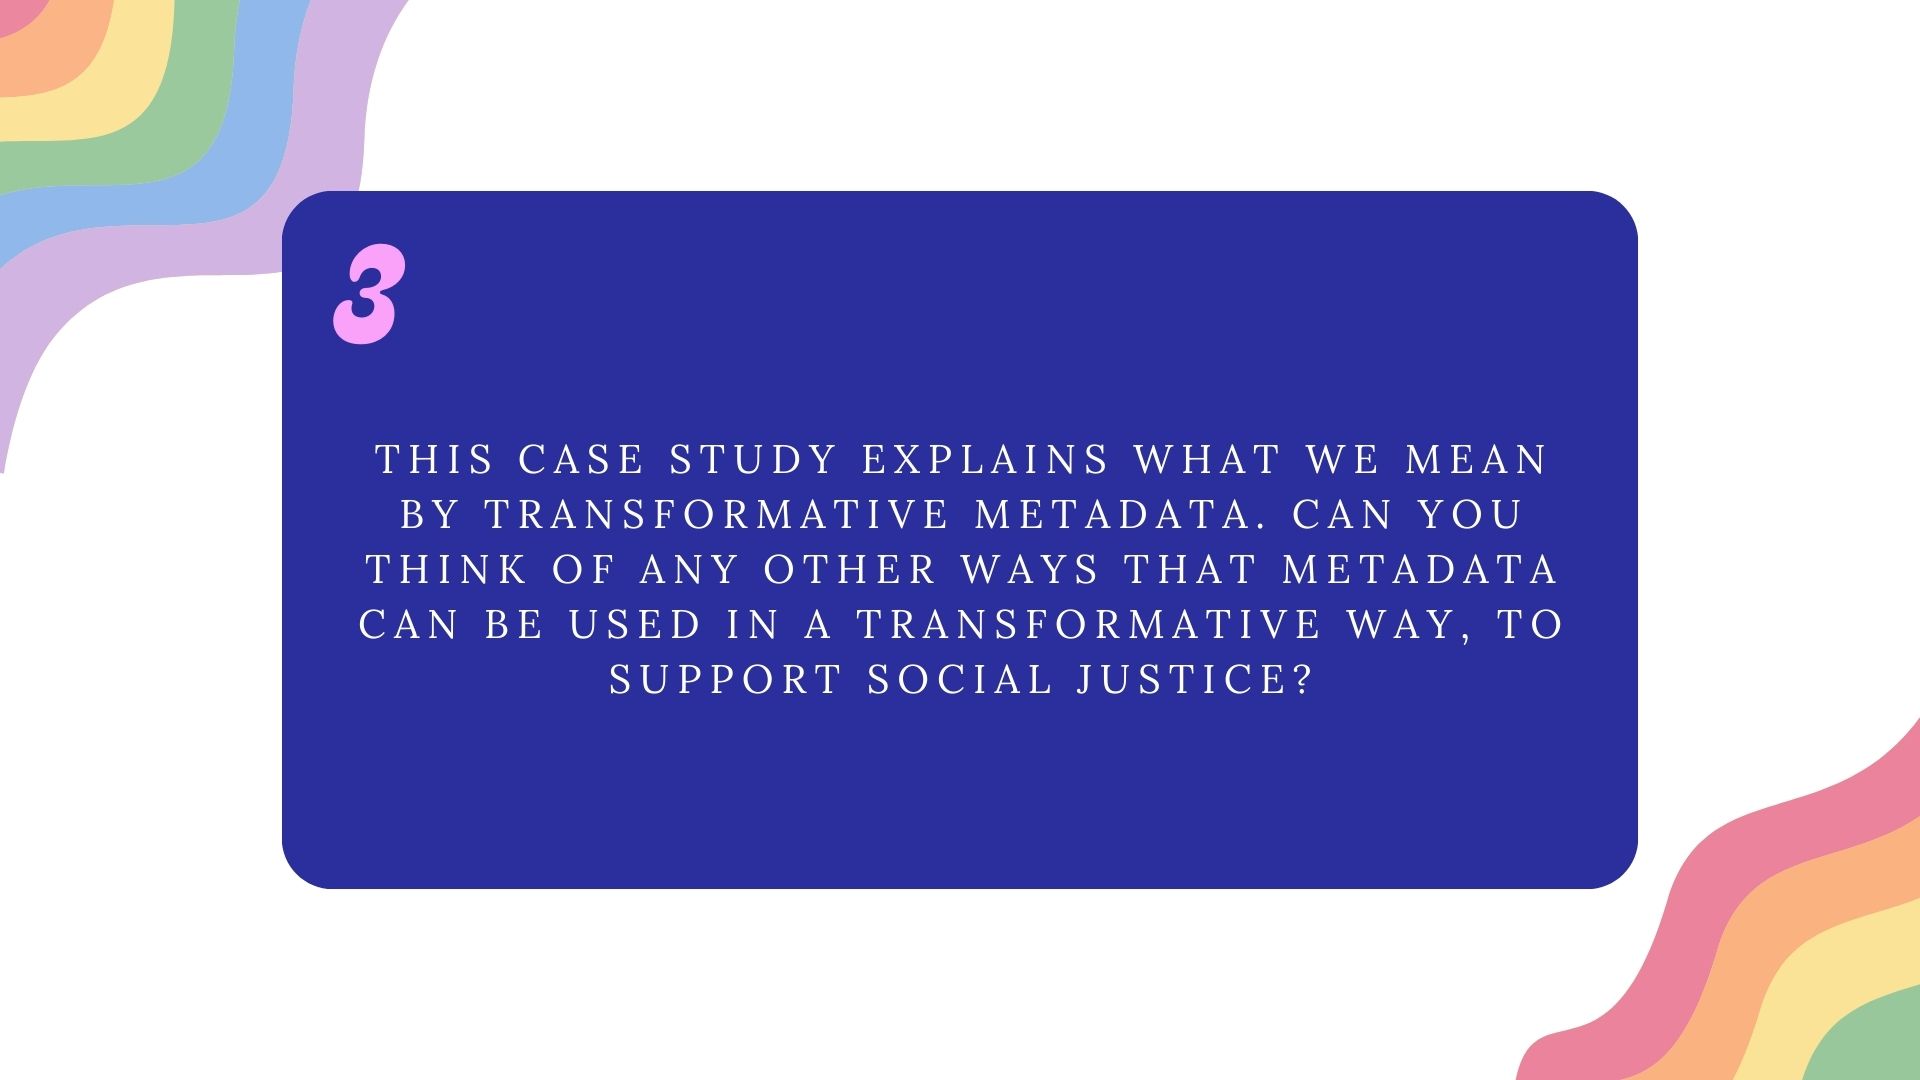 3
THIS CASE STUDY EXPLAINS WHAT WE MEAN
BY TRANSFORMATIVE METADATA. CAN YOU
THINK OF ANY OTHER WAYS THAT METADATA
CAN BE USED IN A TRANSFORMATIVE WAY, TO
SUPPORT SOCIAL JUSTICE?